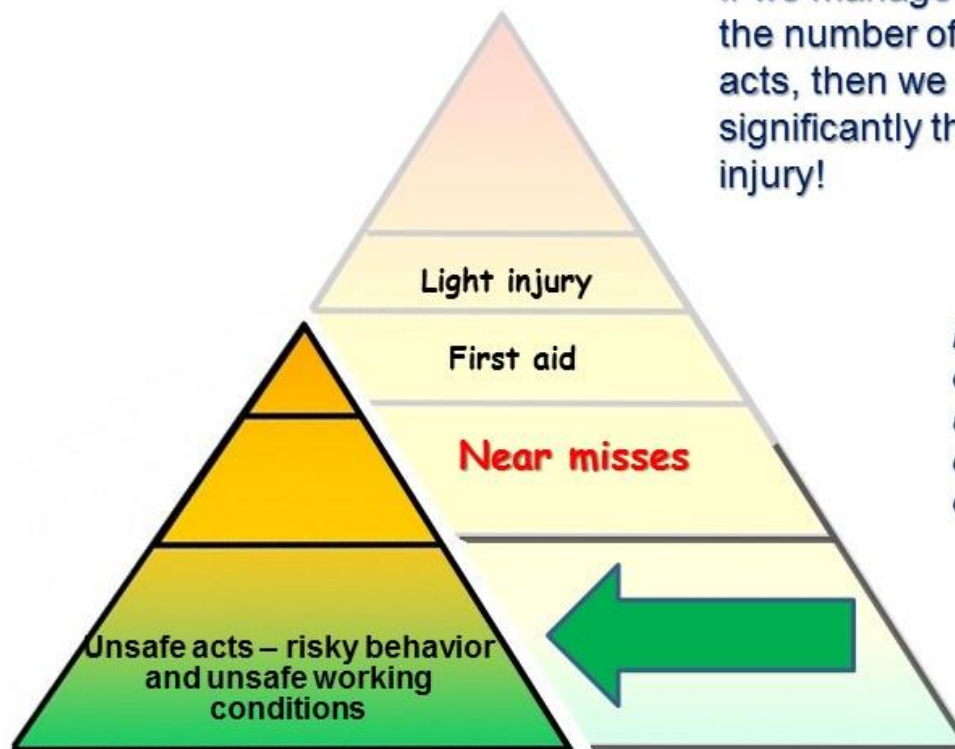 the number of
acts, then we
significantly th
injury!
Light injury
First aid
Near misses
Unsafe acts – risky behavior
and unsafe working
conditions